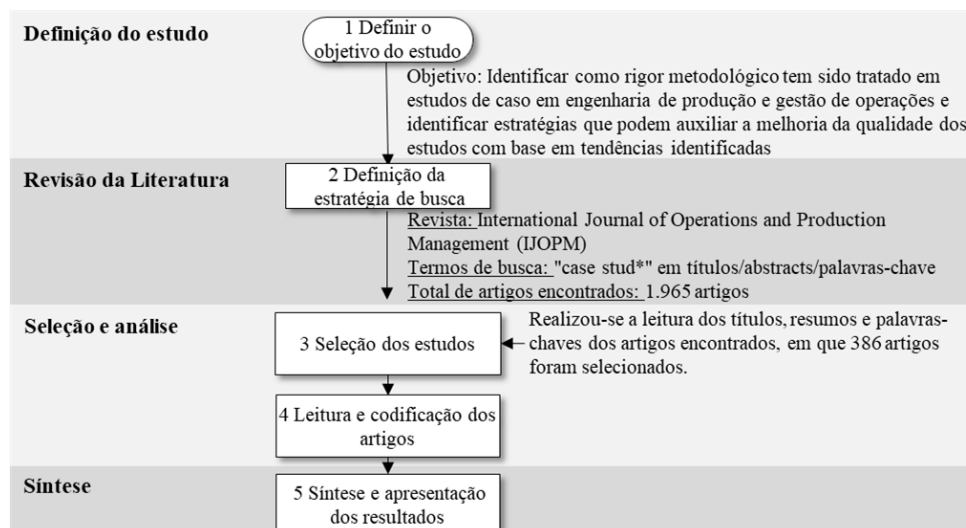 Definição do estudo
1 Definir o
objetivo do estudo
Objetivo: Identificar como rigor metodológico tem sido tratado em
estudos de caso em engenharia de produção e gestão de operações e
identificar estratégias que podem auxiliar a melhoria da qualidade dos
estudos com base em tendências identificadas
Revisão da Literatura
2 Definição da
estratégia de busca
Revista: International Journal of Operations and Production
Management (IJOPM)
Termos de busca: "case stud*" em títulos/abstracts/palavras-chave
Total de artigos encontrados: 1.965 artigos
Seleção e análise
3 Seleção dos estudos
Realizou-se a leitura dos títulos, resumos e palavras-
chaves dos artigos encontrados, em que 386 artigos
foram selecionados.
4 Leitura e codificação dos
artigos
Síntese
5 Síntese e apresentação
dos resultados